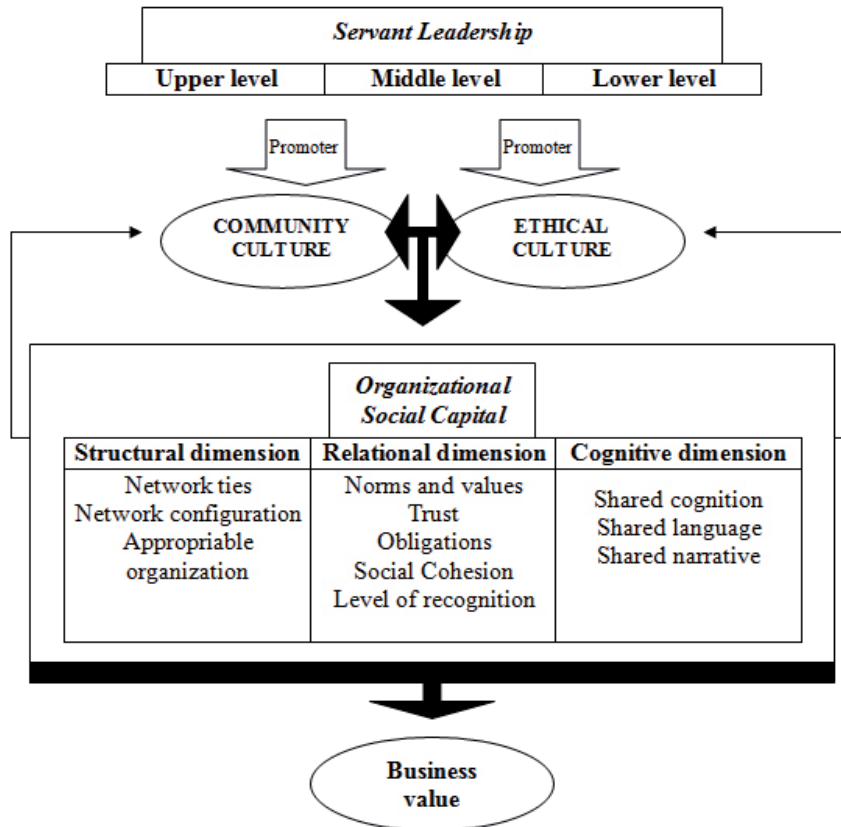 Servant Leadership
Upper level
Middle level
Lower level
Promoter
Promoter
COMMUNITY
CULTURE
ETHICAL
CULTURE
Organizational
Social Capital
Structural dimension
Relational dimension
Cognitive dimension
Network ties
Network configuration
Appropriable
organization
Norms and values
Trust
Obligations
Social Cohesion
Level of recognition
Shared cognition
Shared language
Shared narrative
Business
value